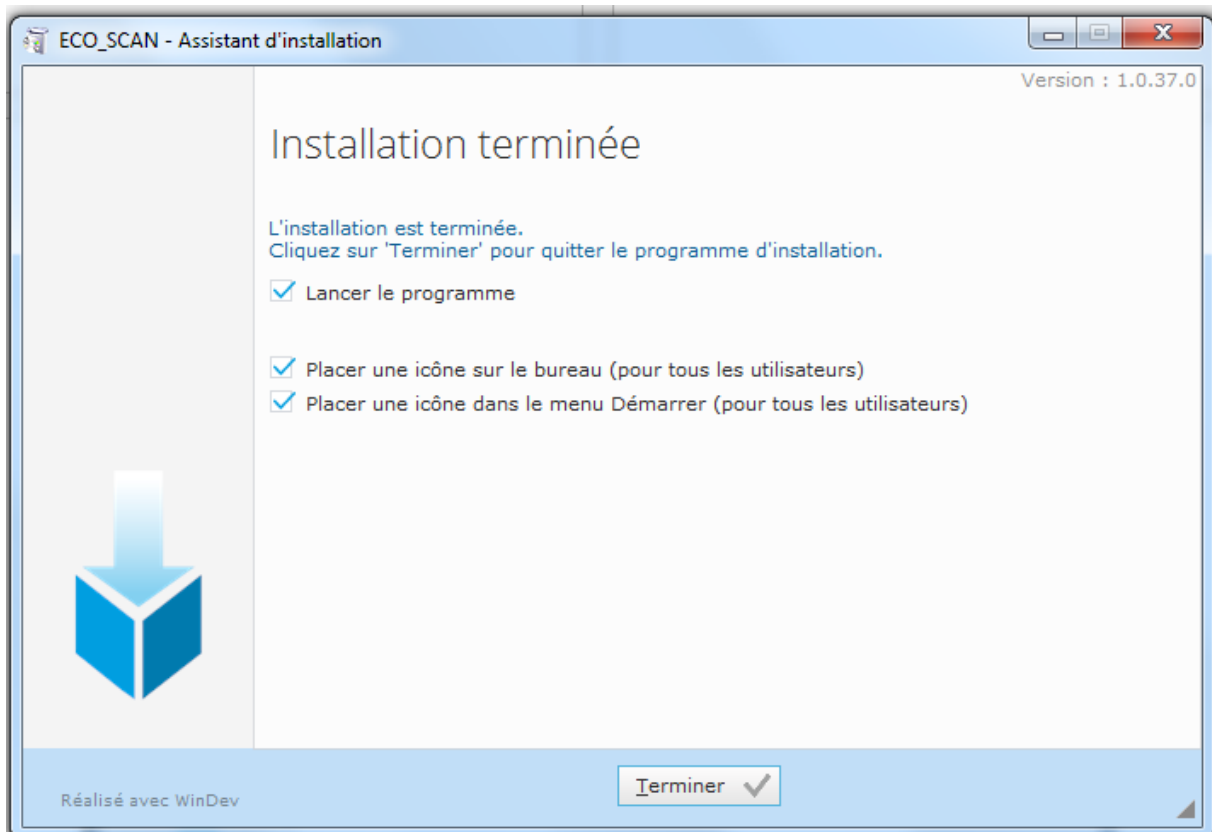 ECO_SCAN - Assistant d'installation
Version : 1.0.37.0
Installation terminée
L'installation est terminée.
Cliquez sur 'Terminer' pour quitter le programme d'installation.
Lancer le programme
Placer une icône sur le bureau (pour tous les utilisateurs)
Placer une icône dans le menu Démarrer (pour tous les utilisateurs)
Terminer
Réalisé avec WinDev